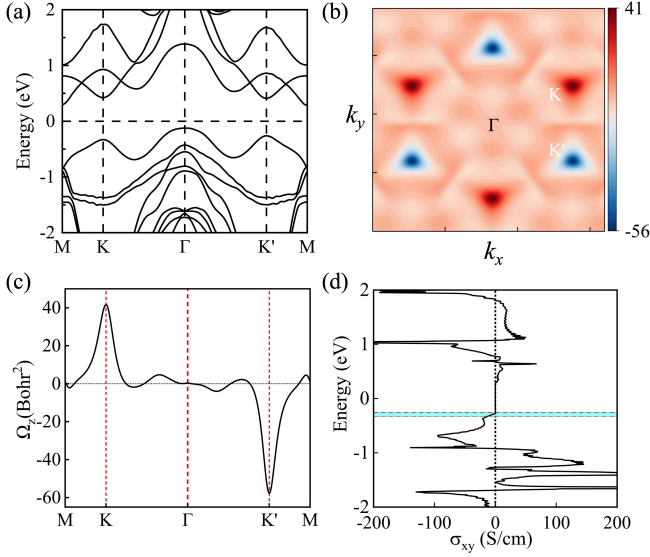 (a)
Energy (eV)
2
1
0
-1
-2
M K Γ K' M
(b)
k_y
k_x
K
Γ
K'
41
-56
(c)
Ω_z(Bohr²)
40
20
0
-20
-40
-60
M K Γ K' M
(d)
Energy (eV)
2
1
0
-1
-2
-200 -100 0 100 200
σ_xy (S/cm)